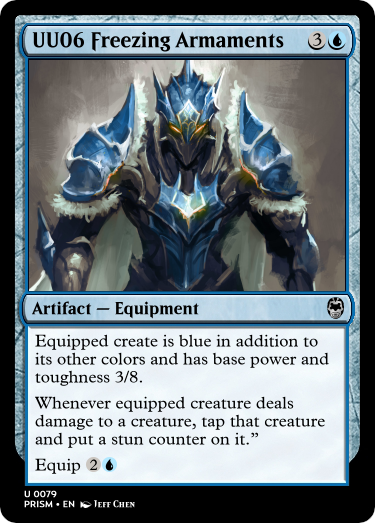 UU06 Freezing Armaments 3
Artifact — Equipment
Equipped create is blue in addition to
its other colors and has base power and
toughness 3/8.
Whenever equipped creature deals
damage to a creature, tap that creature
and put a stun counter on it.”
Equip 2
U 0079
PRISM • EN Jeff Chen